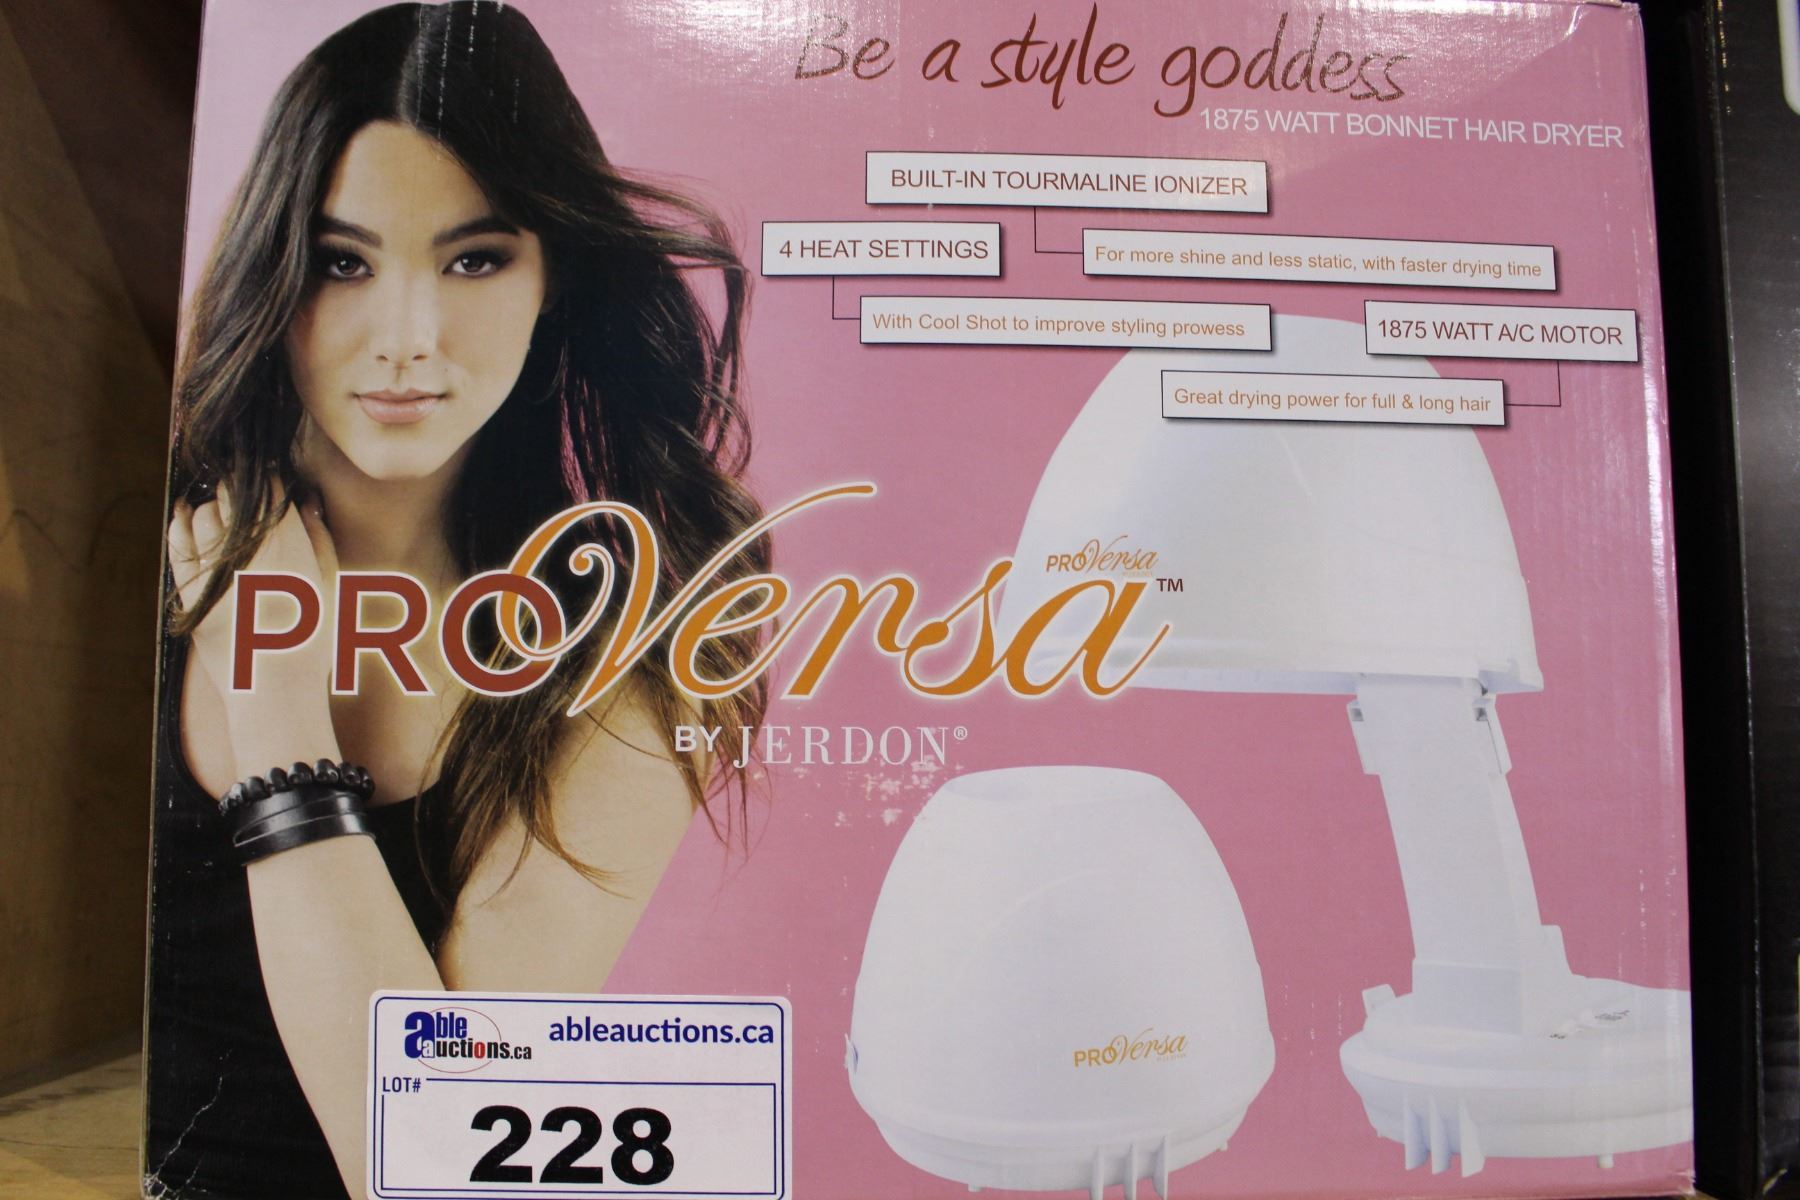 Be a style goddess
1875 WATT BONNET HAIR DRYER
BUILT-IN TOURMALINE IONIZER
For more shine and less static, with faster drying time
4 HEAT SETTINGS
With Cool Shot to improve styling prowess
1875 WATT A/C MOTOR
Great drying power for full & long hair
PROVersa
PROVersa™
BY JERDON®
PROVersa
able auctions.ca
ableauctions.ca
LOT#
228